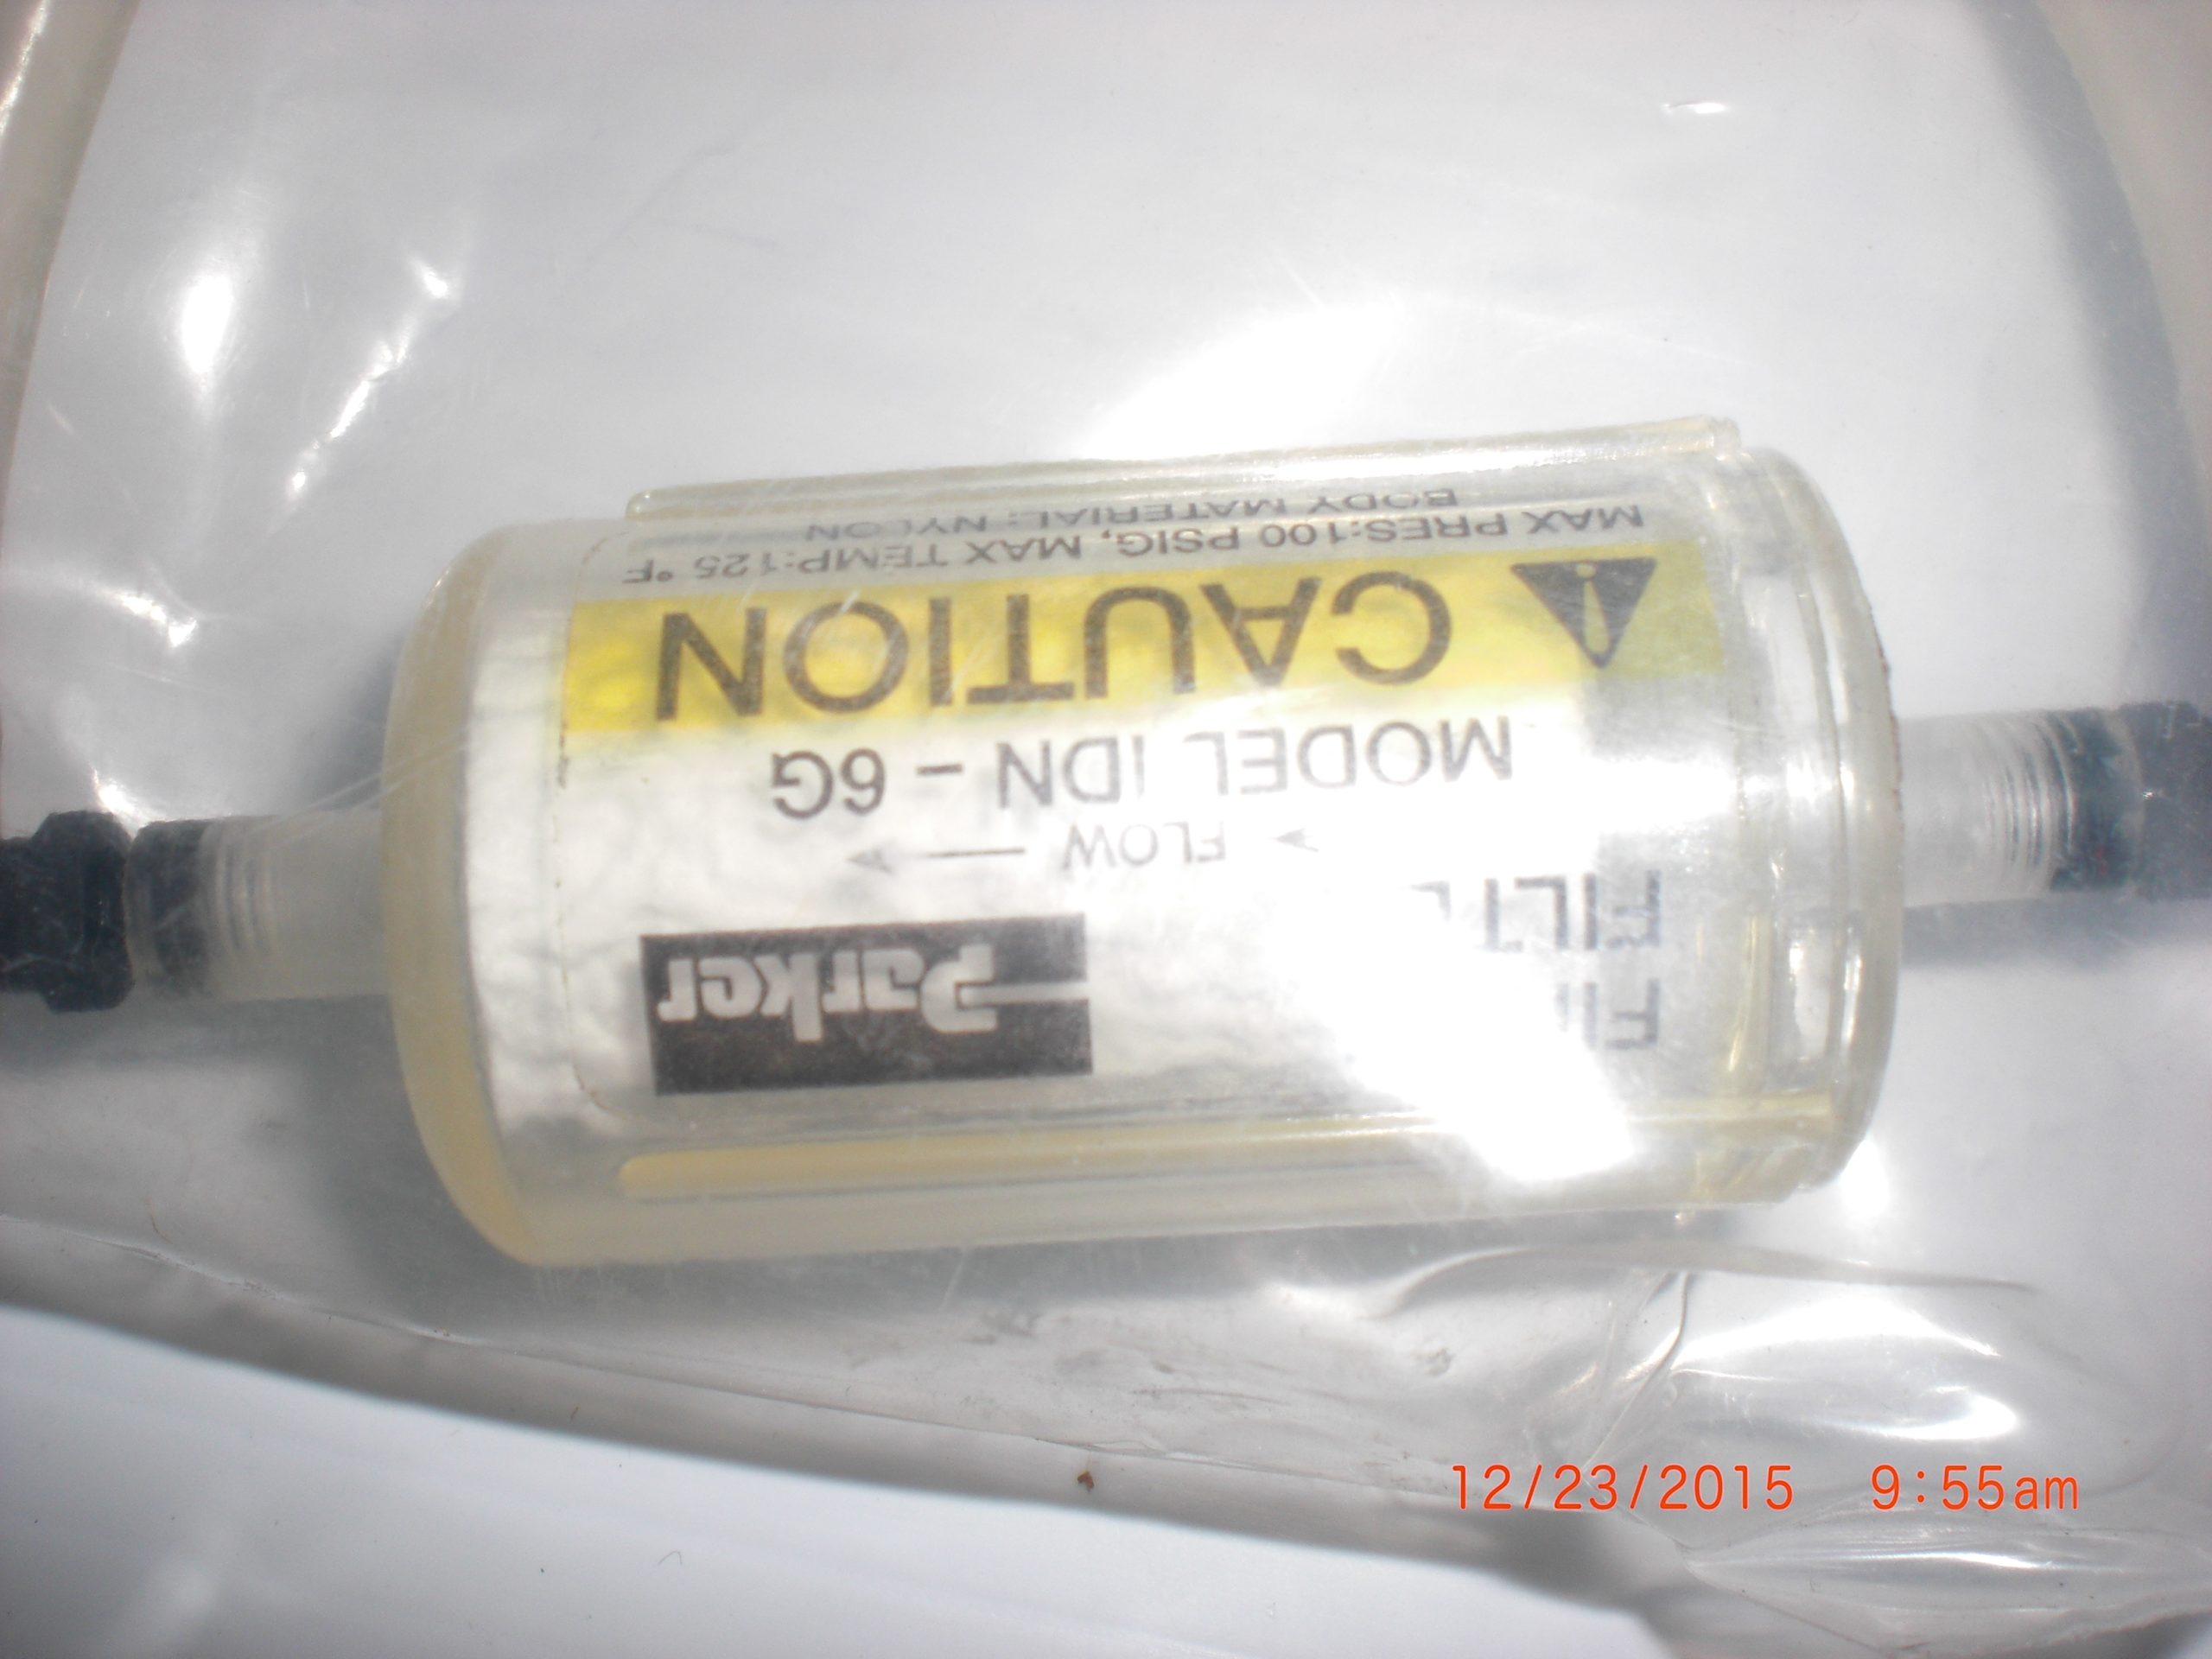 Parker
FLOW
MODEL IDN - 6G
CAUTION
MAX PRES:100 PSIG, MAX TEMP:125 °F
BODY MATERIAL: NYLON
12/23/2015 9:55am